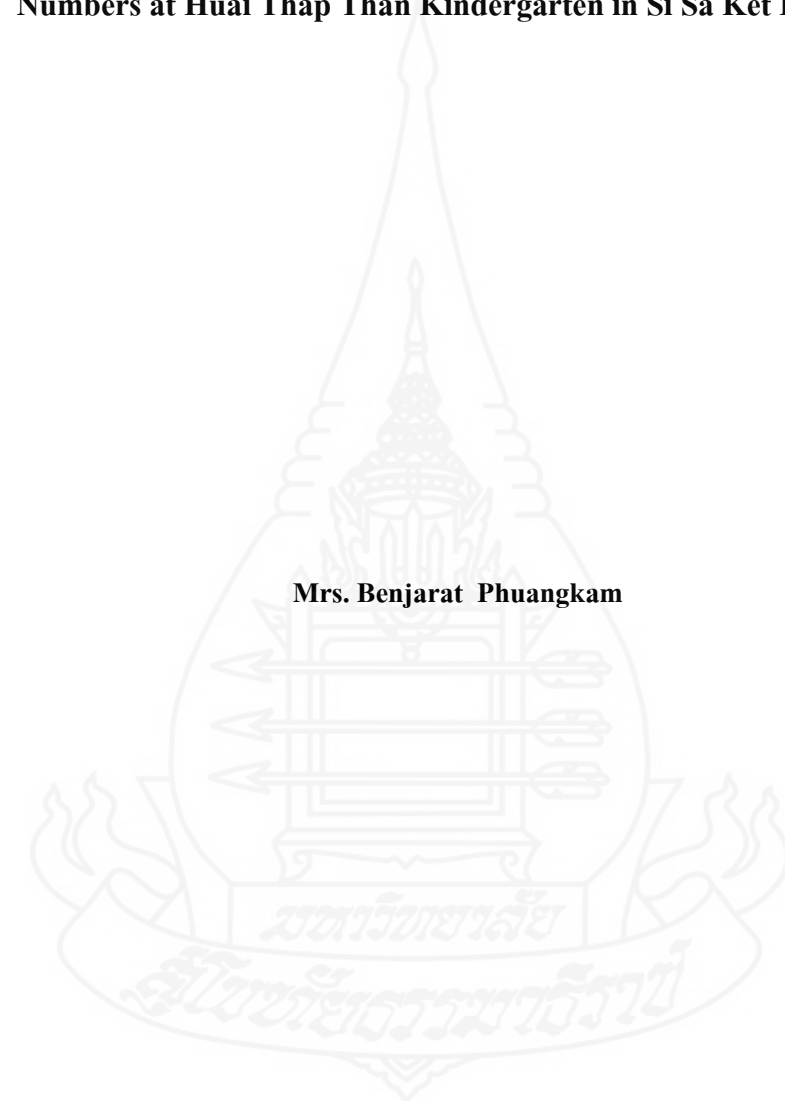 Numbers at Huai Thap Than Kindergarten in Si Sa Ket
Mrs. Benjarat Phuangkam
มหาวิทยาลัย
สุโขทัยธรรมาธิราช